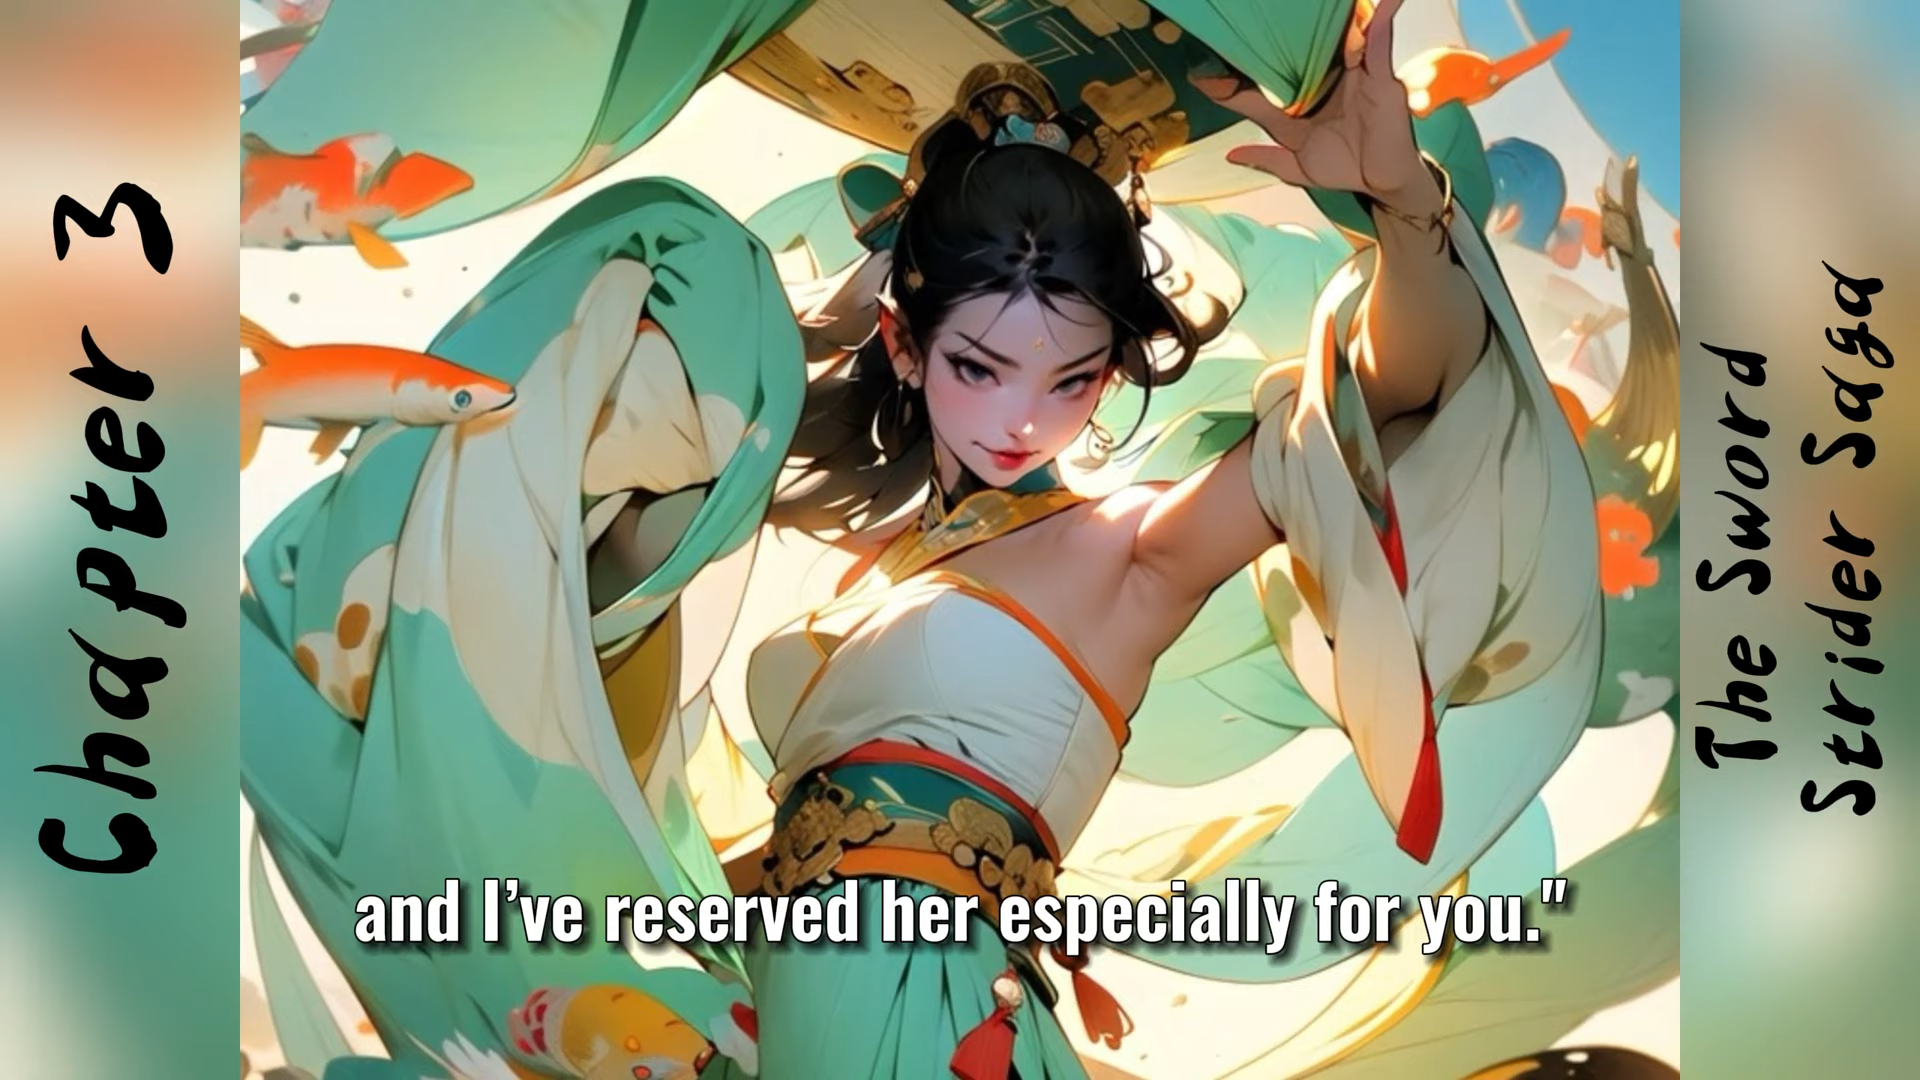 Chapter 3
and I’ve reserved her especially for you."
The Sword
Strider Saga